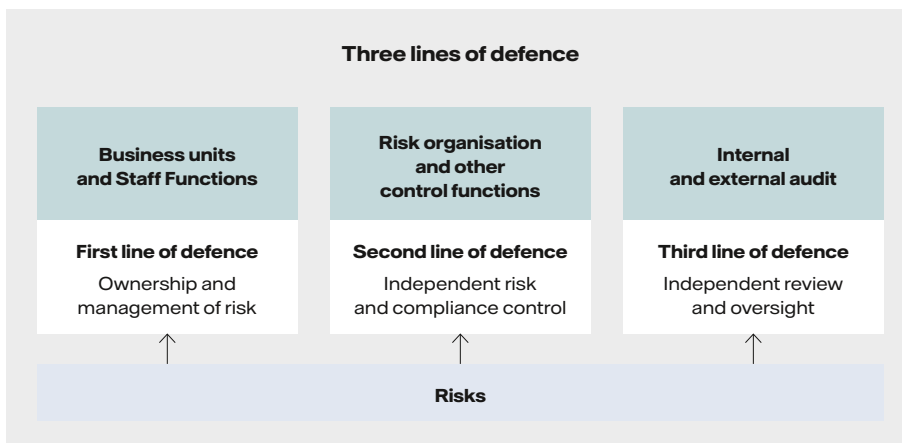 Three lines of defence
Business units
and Staff Functions
First line of defence
Ownership and
management of risk
Risk organisation
and other
control functions
Second line of defence
Independent risk
and compliance control
Internal
and external audit
Third line of defence
Independent review
and oversight
Risks